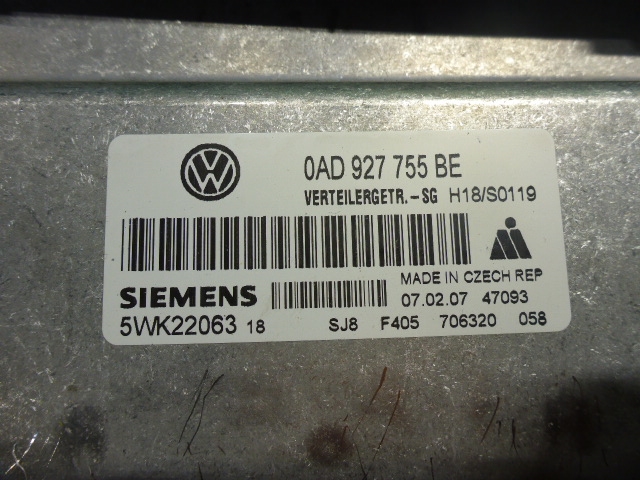 0AD 927 755 BE
VERTEILERGETR.-SG H18/S0119
MADE IN CZECH REP
SIEMENS 07.02.07 47093
5WK22063 18 SJ8 F405 706320 058